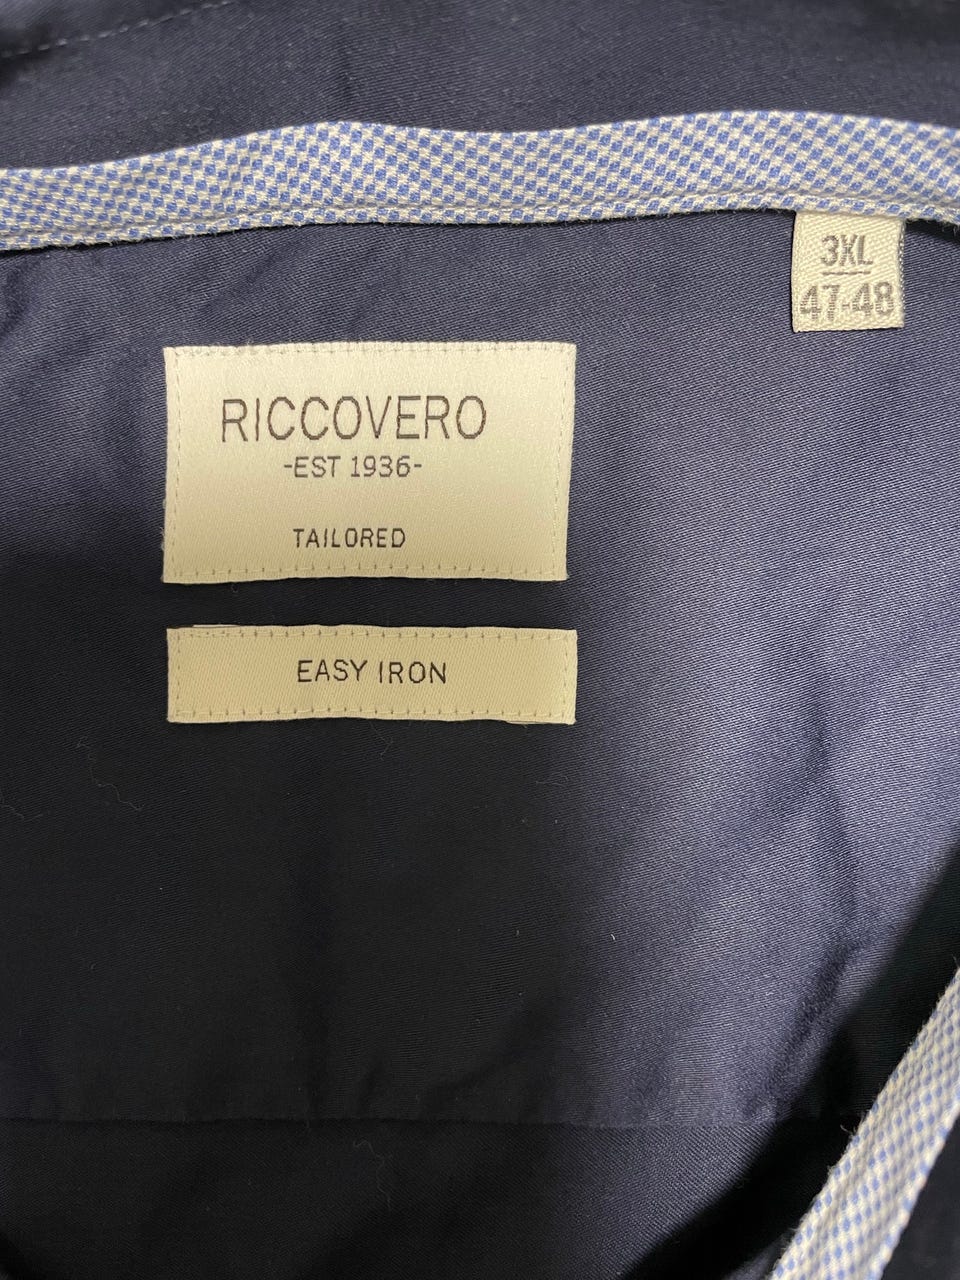 3XL
47-48
RICCOVERO
-EST 1936-
TAILORED
EASY IRON